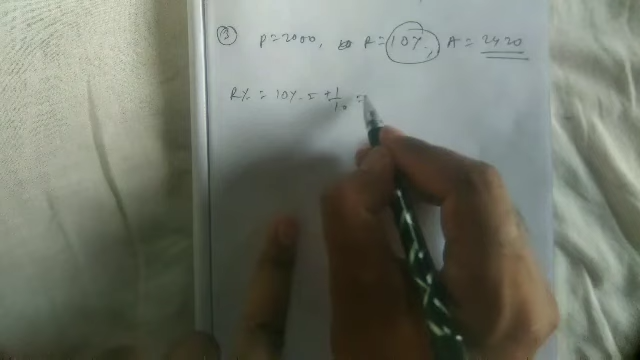 (3) P=2000, R=10%, A=2420
R% = 10% = +1/10 =